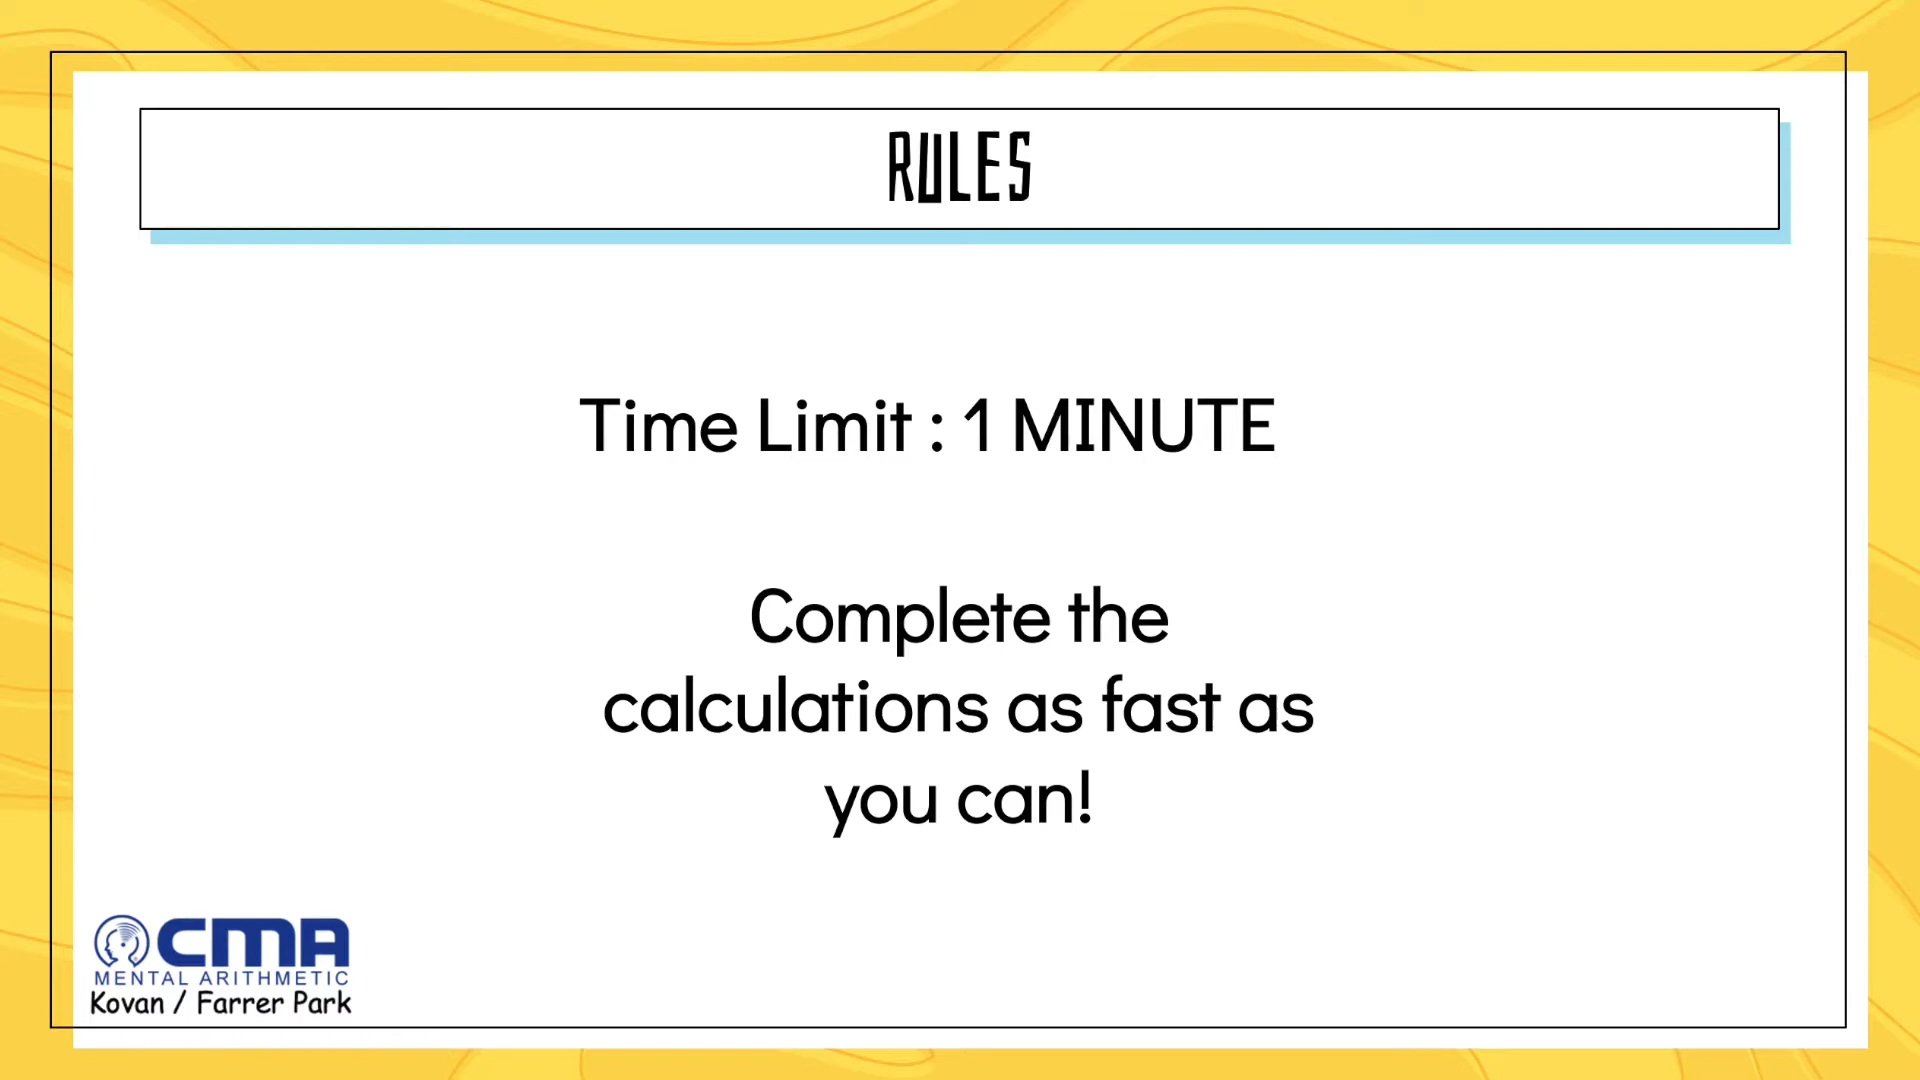 RULES
Time Limit : 1 MINUTE
Complete the
calculations as fast as
you can!
CMA
MENTAL ARITHMETIC
Kovan / Farrer Park